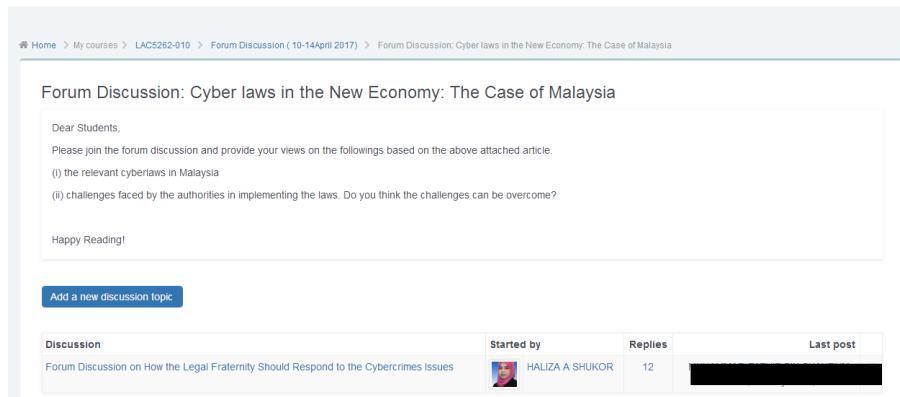 Home > My courses > LAC5262-010 > Forum Discussion ( 10-14April 2017) > Forum Discussion: Cyber laws in the New Economy: The Case of Malaysia
Forum Discussion: Cyber laws in the New Economy: The Case of Malaysia
Dear Students,
Please join the forum discussion and provide your views on the followings based on the above attached article.
(i) the relevant cyberlaws in Malaysia
(ii) challenges faced by the authorities in implementing the laws. Do you think the challenges can be overcome?
Happy Reading!
Add a new discussion topic
Discussion Started by Replies Last post
Forum Discussion on How the Legal Fraternity Should Respond to the Cybercrimes Issues HALIZA A SHUKOR 12